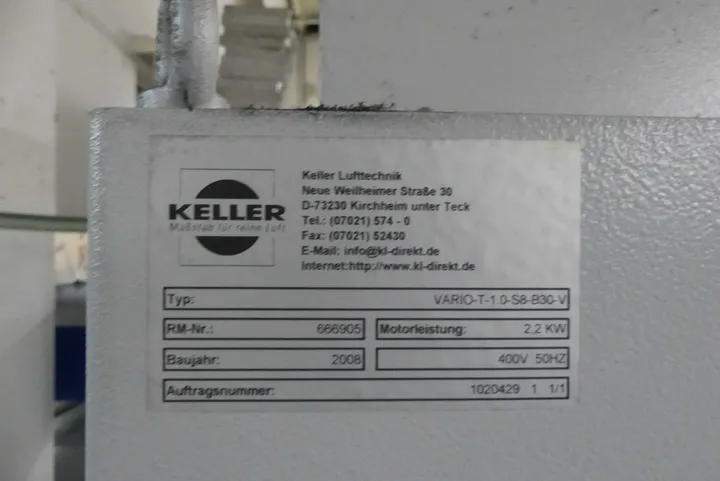 KELLER
Maßstab für reine Luft
Keller Lufttechnik
Neue Weilheimer Straße 30
D-73230 Kirchheim unter Teck
Tel.: (07021) 574 - 0
Fax: (07021) 52430
E-Mail: info@kl-direkt.de
Internet:http://www.kl-direkt.de
Typ: VARIO-T-1.0-S8-B30-V
RM-Nr.: 666905 Motorleistung: 2,2 KW
Baujahr: 2008 400V 50HZ
Auftragsnummer: 1020429 1 1/1